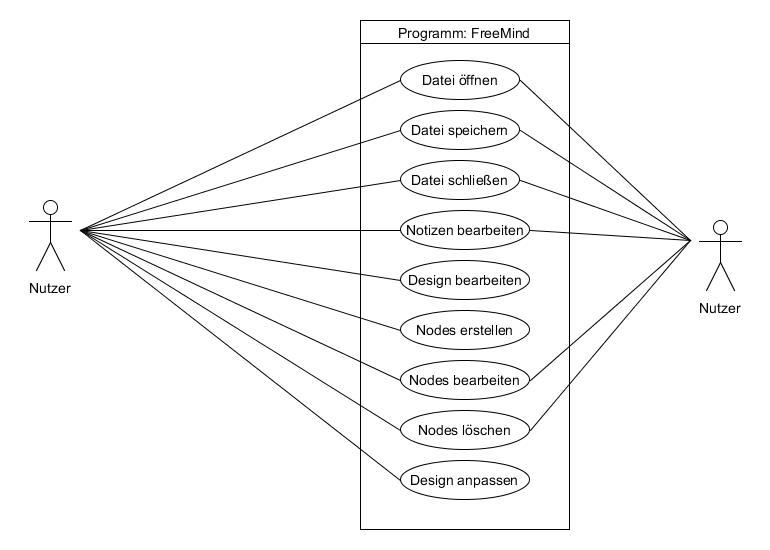 Programm: FreeMind
Datei öffnen
Datei speichern
Datei schließen
Notizen bearbeiten
Design bearbeiten
Nodes erstellen
Nodes bearbeiten
Nodes löschen
Design anpassen
Nutzer
Nutzer